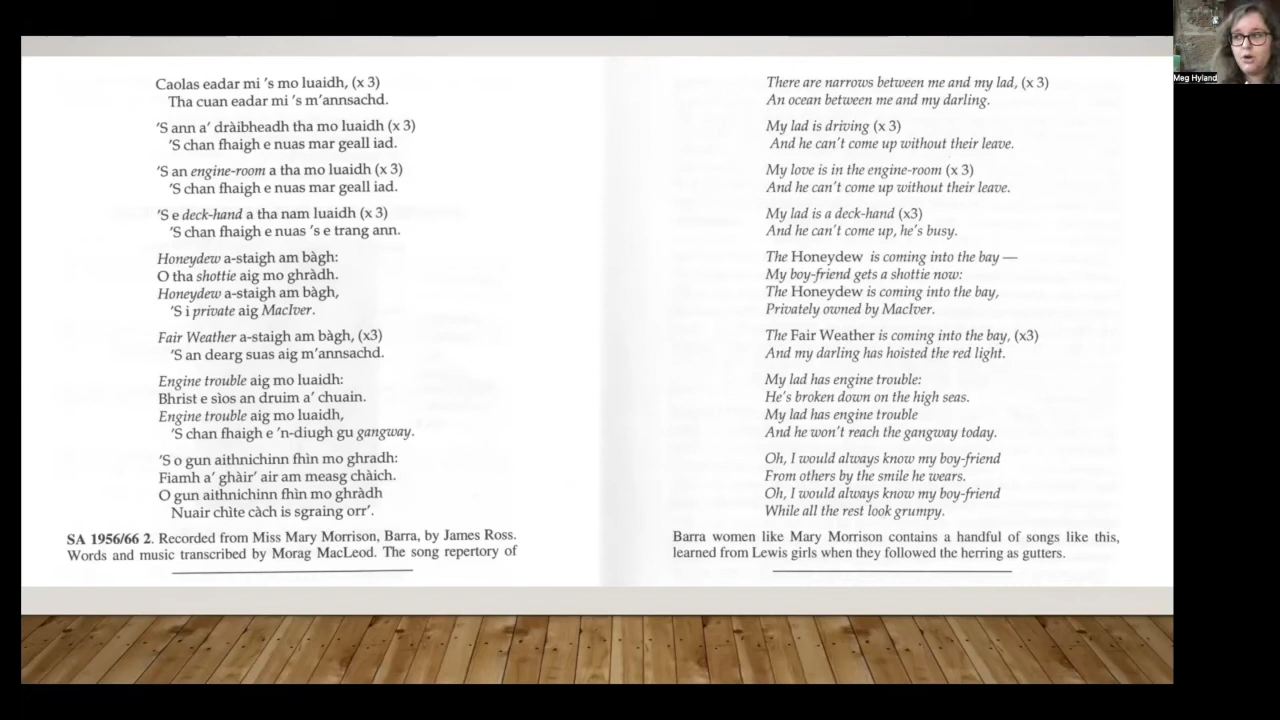 Caolas eadar mi 's mo luaidh, (x 3)
Tha cuan eadar mi 's m'annsachd.
'S ann a' dràibheadh tha mo luaidh (x 3)
'S chan fhaigh e nuas mar geall iad.
'S an engine-room a tha mo luaidh (x 3)
'S chan fhaigh e nuas mar geall iad.
'S e deck-hand a tha nam luaidh (x 3)
'S chan fhaigh e nuas 's e trang ann.
Honeydew a-staigh am bàgh:
O tha shottie aig mo ghràdh.
Honeydew a-staigh am bàgh,
'S i private aig MacIver.
Fair Weather a-staigh am bàgh, (x3)
'S an dearg suas aig m'annsachd.
Engine trouble aig mo luaidh:
Bhrist e sìos an druim a' chuain.
Engine trouble aig mo luaidh,
'S chan fhaigh e 'n-diugh gu gangway.
'S o gun aithnichinn fhìn mo ghradh:
Fiamh a' ghàir' air am measg chàich.
O gun aithnichinn fhìn mo ghràdh
Nuair chìte càch is sgraing orr'.
SA 1956/66 2. Recorded from Miss Mary Morrison, Barra, by James Ross.
Words and music transcribed by Morag MacLeod. The song repertory of
There are narrows between me and my lad, (x 3)
An ocean between me and my darling.
My lad is driving (x 3)
And he can't come up without their leave.
My love is in the engine-room (x 3)
And he can't come up without their leave.
My lad is a deck-hand (x3)
And he can't come up, he's busy.
The Honeydew is coming into the bay —
My boy-friend gets a shottie now:
The Honeydew is coming into the bay,
Privately owned by MacIver.
The Fair Weather is coming into the bay, (x3)
And my darling has hoisted the red light.
My lad has engine trouble:
He's broken down on the high seas.
My lad has engine trouble
And he won't reach the gangway today.
Oh, I would always know my boy-friend
From others by the smile he wears.
Oh, I would always know my boy-friend
While all the rest look grumpy.
Barra women like Mary Morrison contains a handful of songs like this,
learned from Lewis girls when they followed the herring as gutters.
Meg Hyland